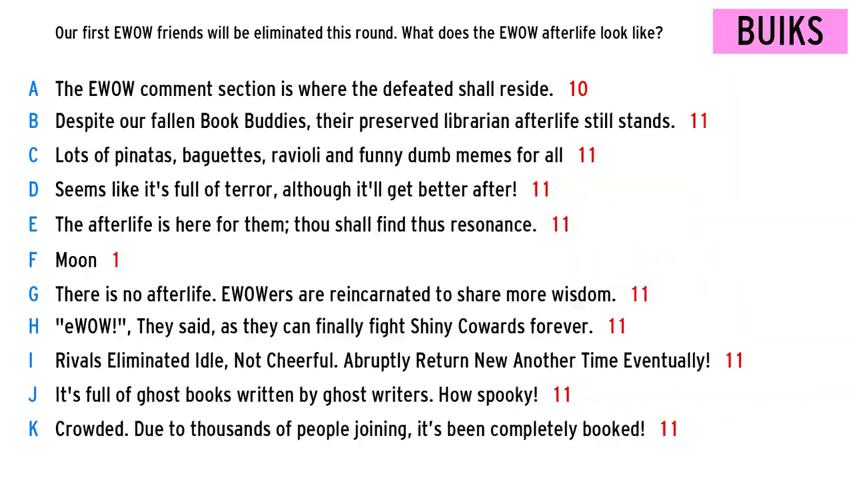 Our first EWOW friends will be eliminated this round. What does the EWOW afterlife look like?
BUIKS
A The EWOW comment section is where the defeated shall reside. 10
B Despite our fallen Book Buddies, their preserved librarian afterlife still stands. 11
C Lots of pinatas, baguettes, ravioli and funny dumb memes for all 11
D Seems like it's full of terror, although it'll get better after! 11
E The afterlife is here for them; thou shall find thus resonance. 11
F Moon 1
G There is no afterlife. EWOWers are reincarnated to share more wisdom. 11
H "eWOW!", They said, as they can finally fight Shiny Cowards forever. 11
I Rivals Eliminated Idle, Not Cheerful. Abruptly Return New Another Time Eventually! 11
J It's full of ghost books written by ghost writers. How spooky! 11
K Crowded. Due to thousands of people joining, it’s been completely booked! 11